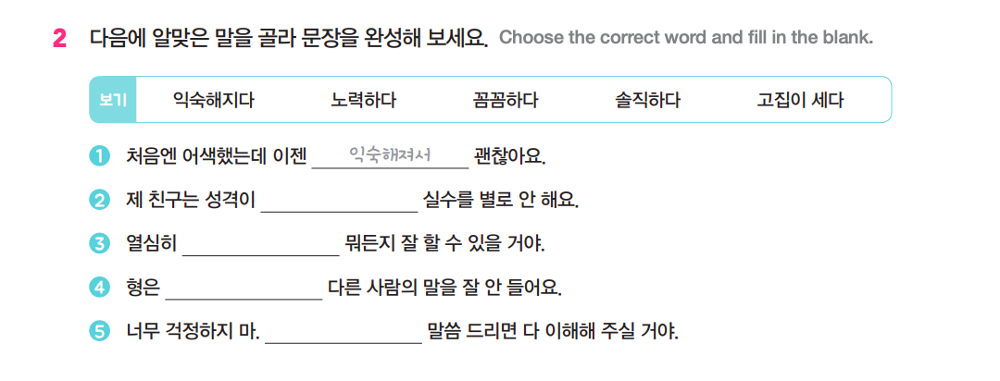 2 다음에 알맞은 말을 골라 문장을 완성해 보세요. Choose the correct word and fill in the blank.
보기 익숙해지다 노력하다 꼼꼼하다 솔직하다 고집이 세다
1 처음엔 어색했는데 이젠 익숙해져서 괜찮아요.
2 제 친구는 성격이 실수를 별로 안 해요.
3 열심히 뭐든지 잘 할 수 있을 거야.
4 형은 다른 사람의 말을 잘 안 들어요.
5 너무 걱정하지 마. 말씀 드리면 다 이해해 주실 거야.